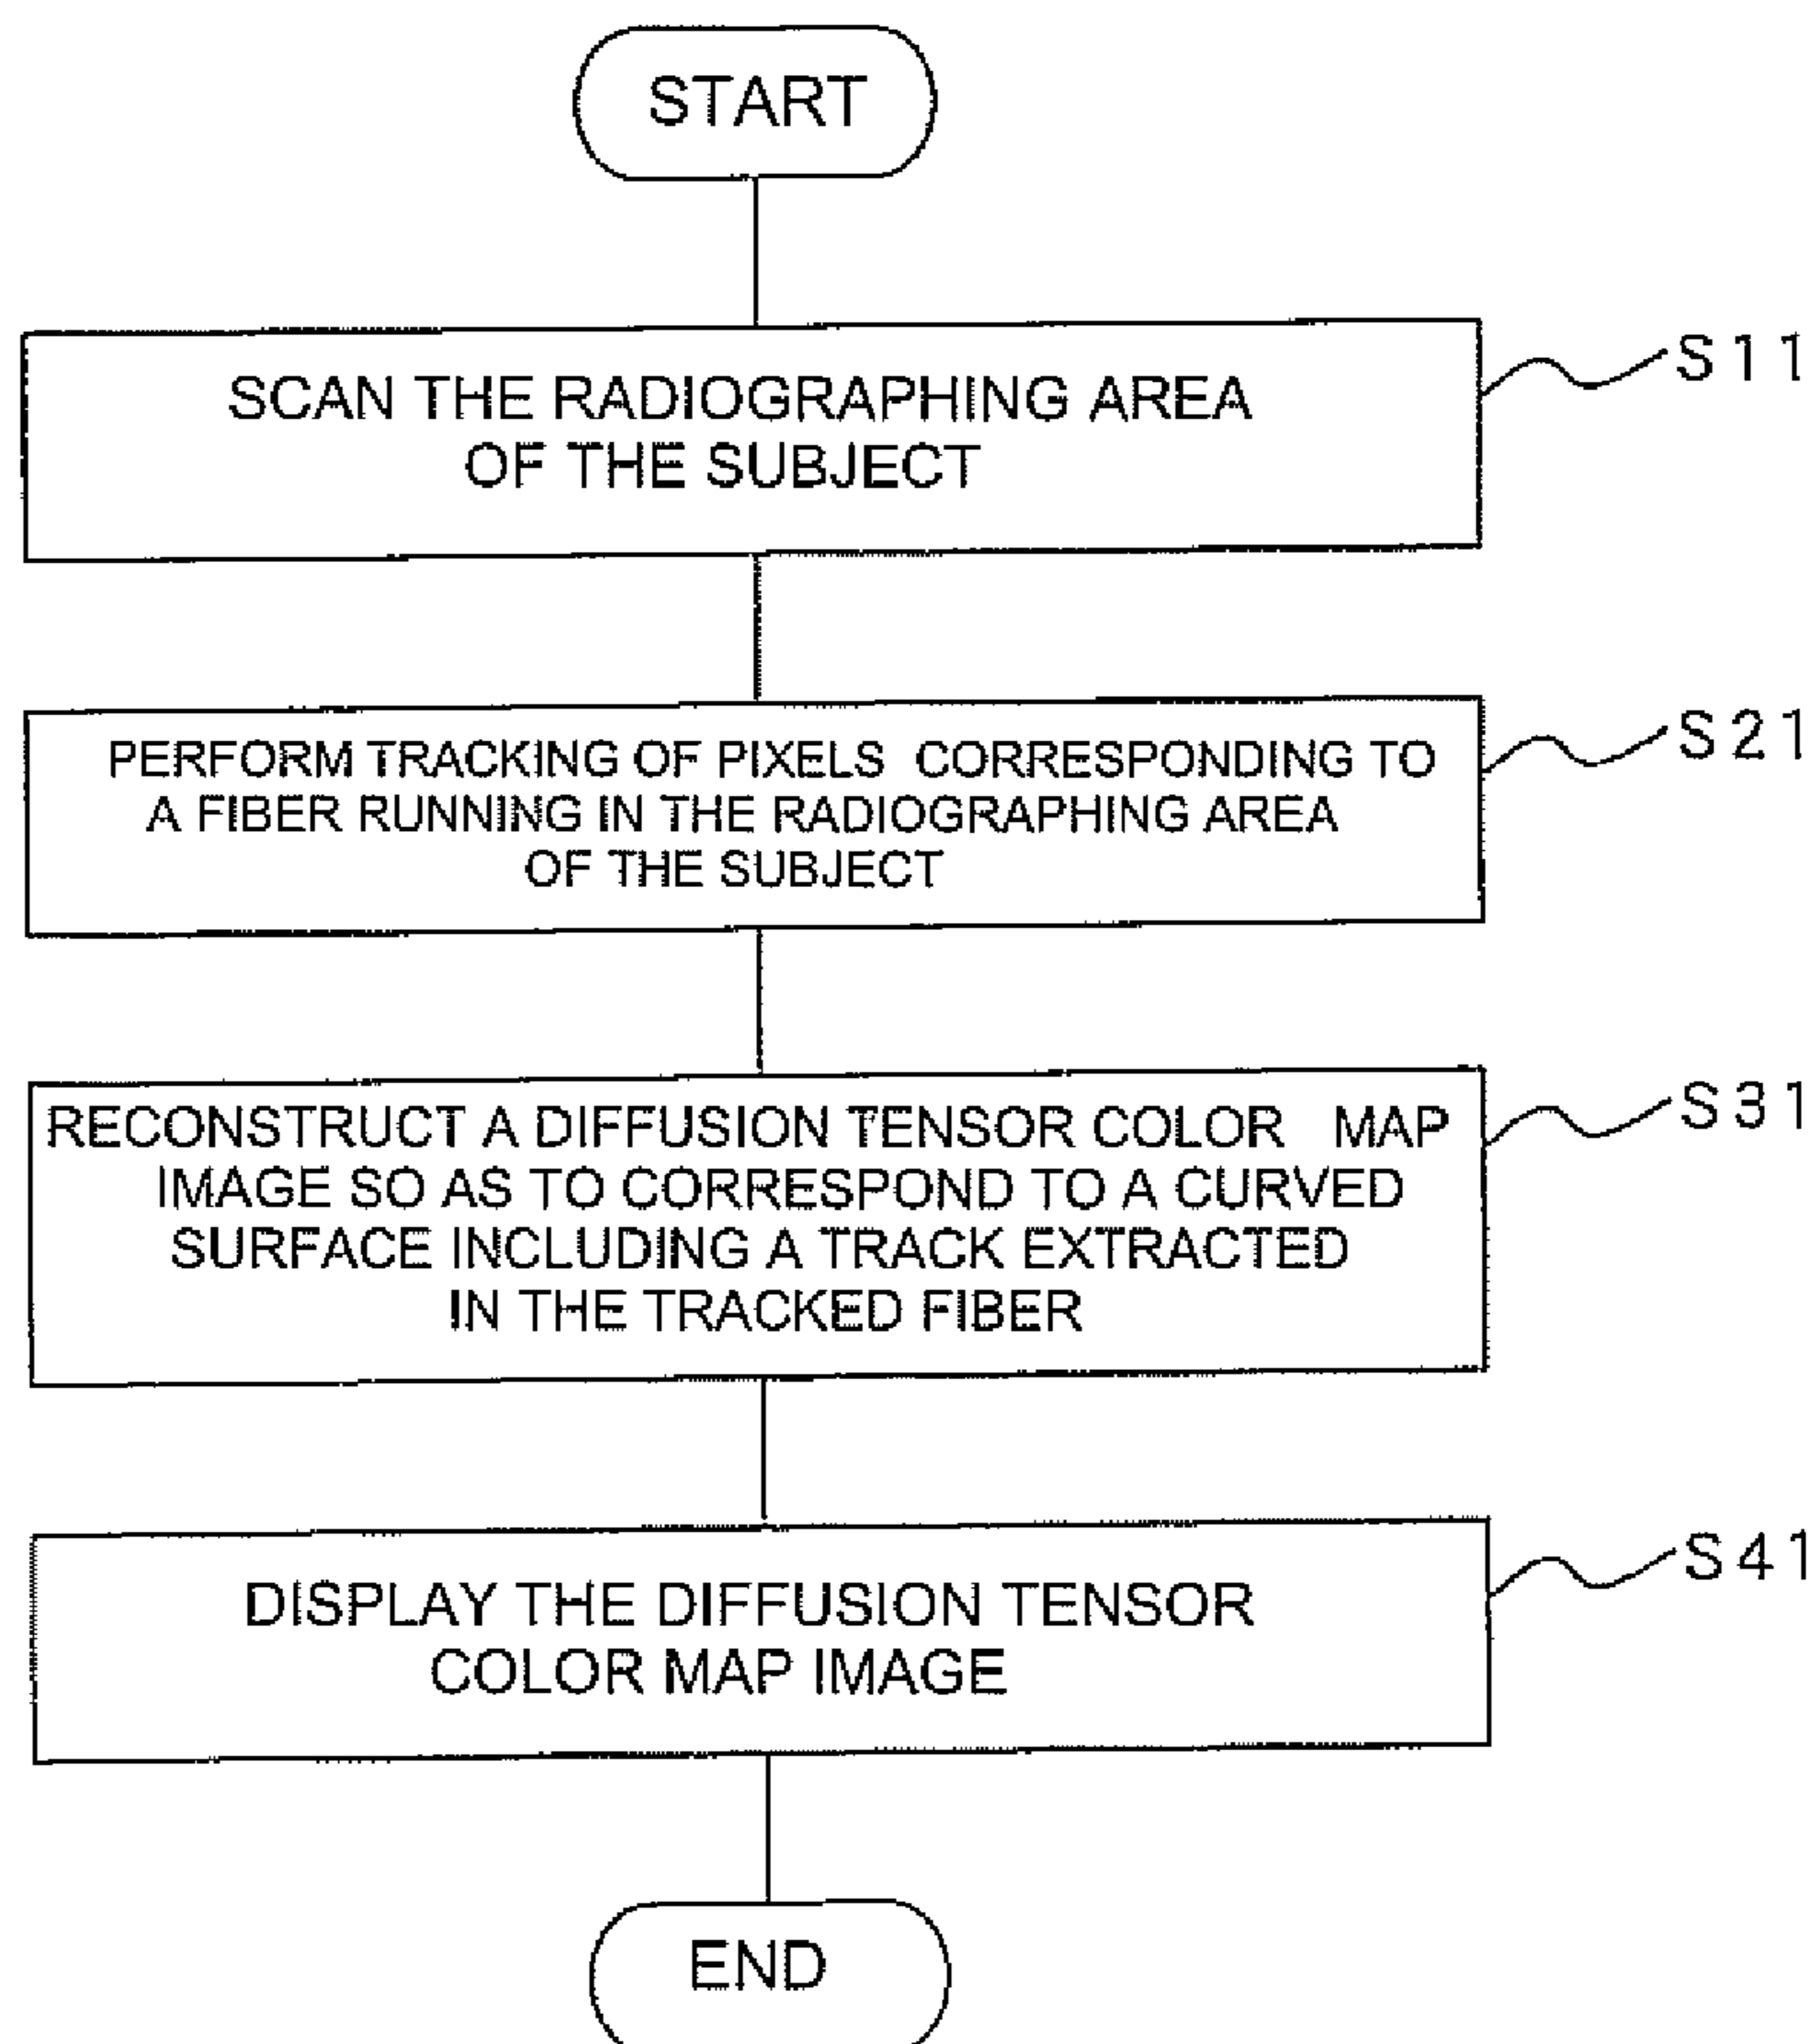 START
SCAN THE RADIOGRAPHING AREA
OF THE SUBJECT
S11
PERFORM TRACKING OF PIXELS CORRESPONDING TO
A FIBER RUNNING IN THE RADIOGRAPHING AREA
OF THE SUBJECT
S21
RECONSTRUCT A DIFFUSION TENSOR COLOR MAP
IMAGE SO AS TO CORRESPOND TO A CURVED
SURFACE INCLUDING A TRACK EXTRACTED
IN THE TRACKED FIBER
S31
DISPLAY THE DIFFUSION TENSOR
COLOR MAP IMAGE
S41
END